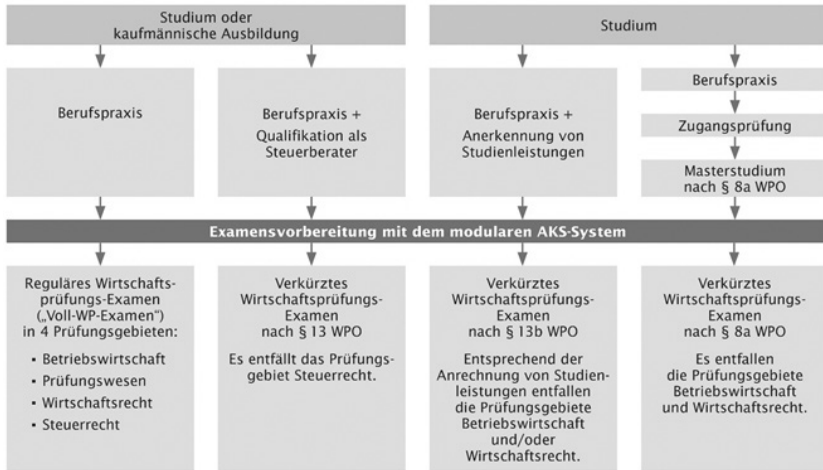 Studium oder
kaufmännische Ausbildung
Studium
Berufspraxis
Berufspraxis +
Qualifikation als
Steuerberater
Berufspraxis +
Anerkennung von
Studienleistungen
Berufspraxis
Zugangsprüfung
Masterstudium
nach § 8a WPO
Examensvorbereitung mit dem modularen AKS-System
Reguläres Wirtschafts-
prüfungs-Examen
(„Voll-WP-Examen“)
in 4 Prüfungsgebieten:
• Betriebswirtschaft
• Prüfungswesen
• Wirtschaftsrecht
• Steuerrecht
Verkürztes
Wirtschaftsprüfungs-
Examen
nach § 13 WPO
Es entfällt das Prüfungs-
gebiet Steuerrecht.
Verkürztes
Wirtschaftsprüfungs-
Examen
nach § 13b WPO
Entsprechend der
Anrechnung von Studien-
leistungen entfallen
die Prüfungsgebiete
Betriebswirtschaft
und/oder
Wirtschaftsrecht.
Verkürztes
Wirtschaftsprüfungs-
Examen
nach § 8a WPO
Es entfallen
die Prüfungsgebiete
Betriebswirtschaft
und Wirtschaftsrecht.